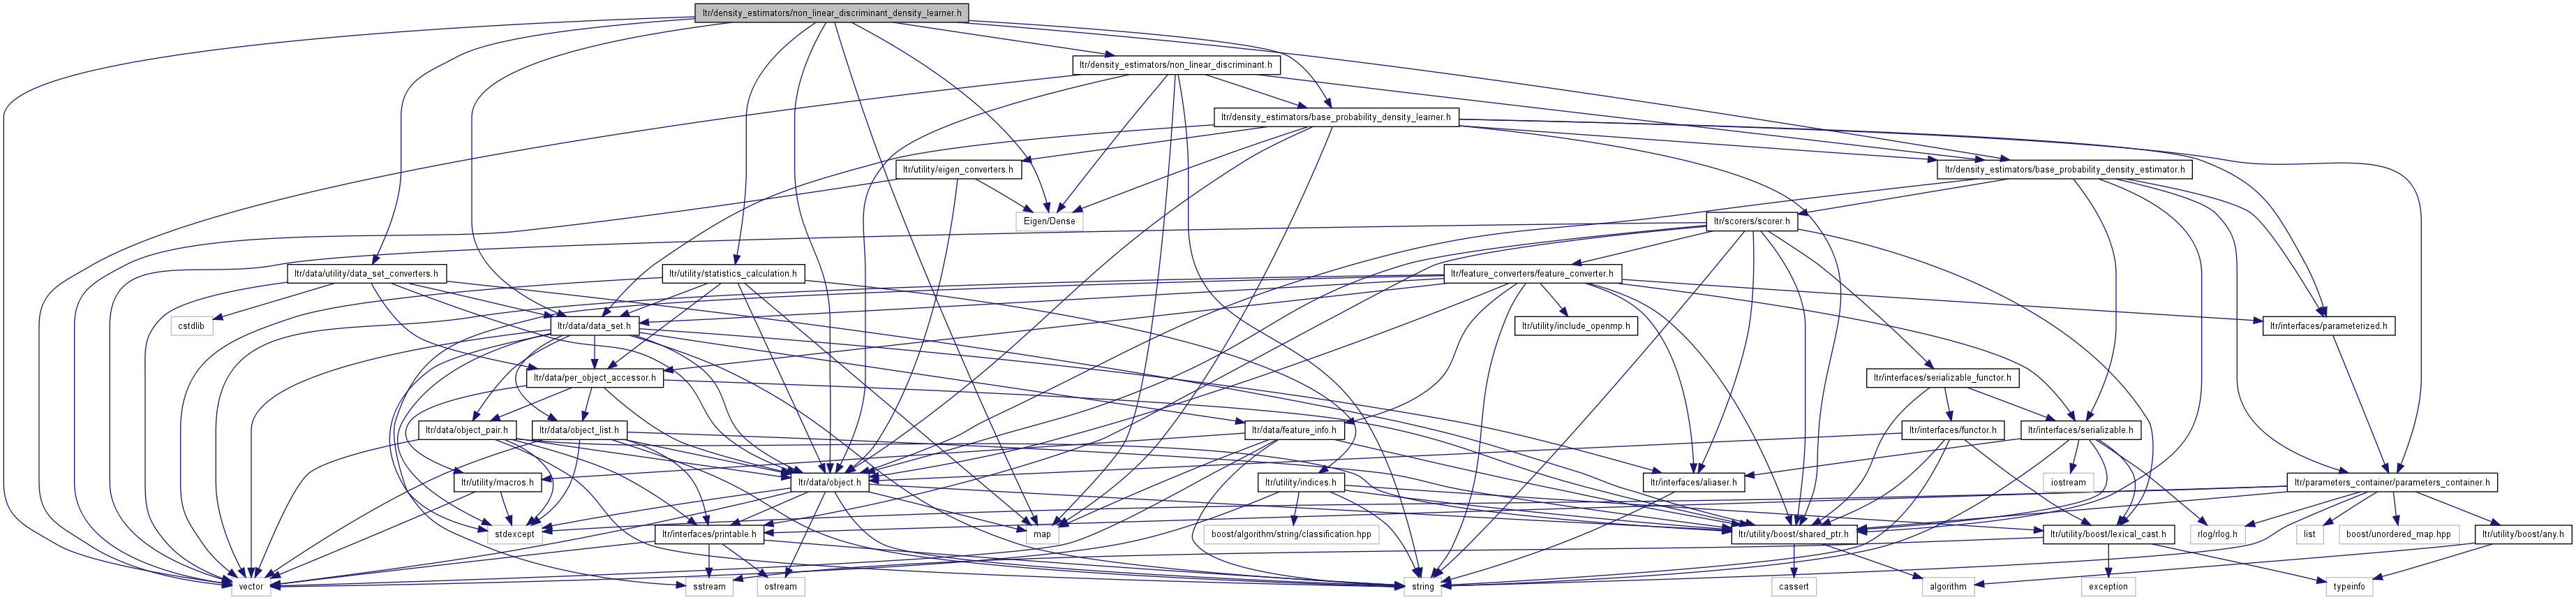 ltr/density_estimators/non_linear_discriminant_density_learner.h
ltr/density_estimators/non_linear_discriminant.h
ltr/density_estimators/base_probability_density_learner.h
ltr/utility/eigen_converters.h
ltr/density_estimators/base_probability_density_estimator.h
Eigen/Dense
ltr/scorers/scorer.h
ltr/data/utility/data_set_converters.h
ltr/utility/statistics_calculation.h
ltr/feature_converters/feature_converter.h
cstdlib
ltr/data/data_set.h
ltr/utility/include_openmp.h
ltr/interfaces/parameterized.h
ltr/data/per_object_accessor.h
ltr/interfaces/serializable_functor.h
ltr/data/object_pair.h
ltr/data/object_list.h
ltr/data/feature_info.h
ltr/interfaces/functor.h
ltr/interfaces/serializable.h
ltr/utility/macros.h
ltr/data/object.h
ltr/utility/indices.h
ltr/interfaces/aliaser.h
iostream
ltr/parameters_container/parameters_container.h
stdexcept
ltr/interfaces/printable.h
map
boost/algorithm/string/classification.hpp
ltr/utility/boost/shared_ptr.h
ltr/utility/boost/lexical_cast.h
rlog/rlog.h
list
boost/unordered_map.hpp
ltr/utility/boost/any.h
vector
sstream
ostream
string
cassert
algorithm
exception
typeinfo